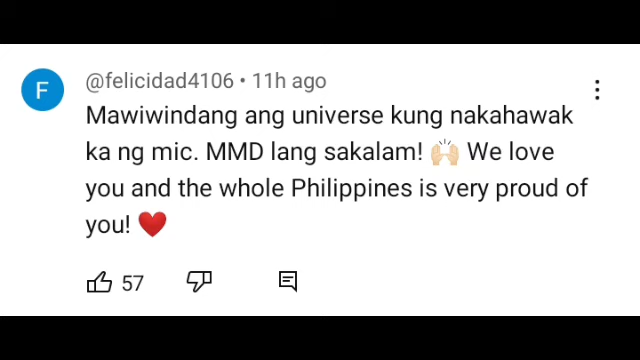 F
@felicidad4106 • 11h ago
Mawiwindang ang universe kung nakahawak
ka ng mic. MMD lang sakalam! 🙌🏻 We love
you and the whole Philippines is very proud of
you! ❤️
57